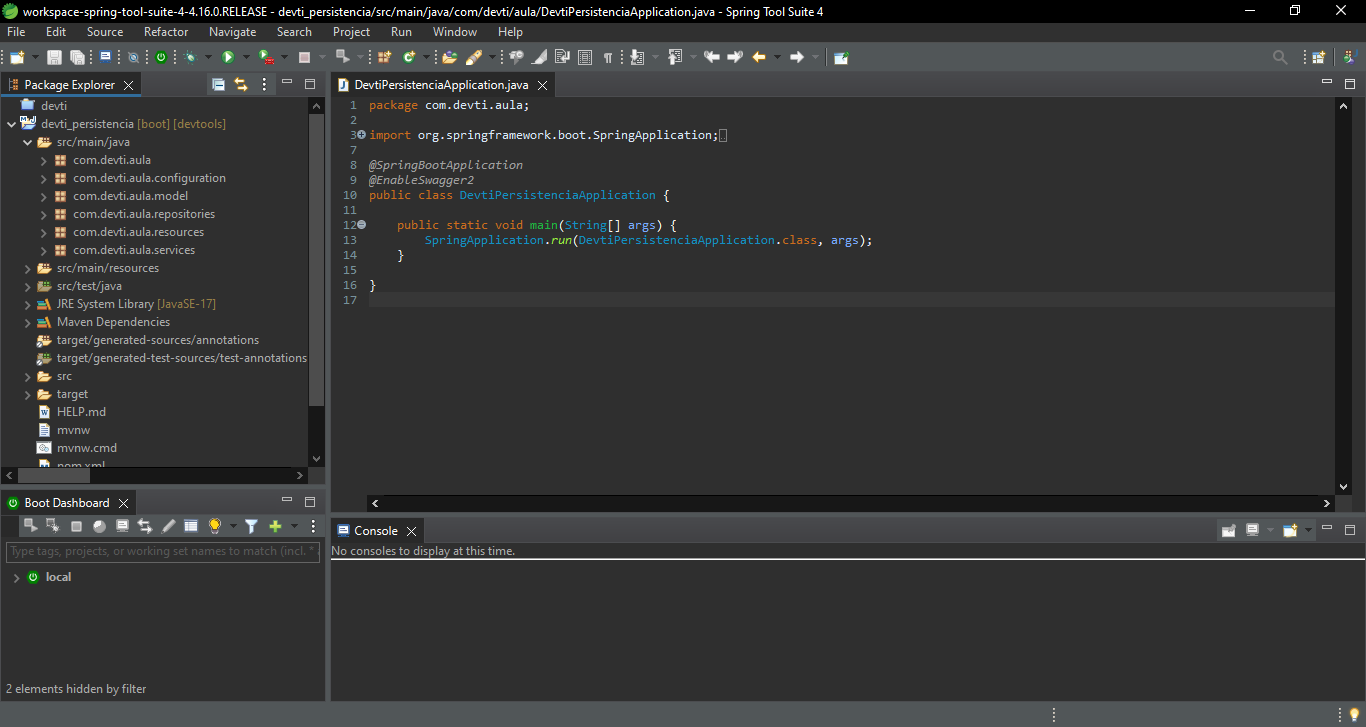 workspace-spring-tool-suite-4-4.16.0.RELEASE - devti_persistencia/src/main/java/com/devti/aula/DevtiPersistenciaApplication.java - Spring Tool Suite 4
File Edit Source Refactor Navigate Search Project Run Window Help
Package Explorer
devti
devti_persistencia [boot] [devtools]
src/main/java
com.devti.aula
com.devti.aula.configuration
com.devti.aula.model
com.devti.aula.repositories
com.devti.aula.resources
com.devti.aula.services
src/main/resources
src/test/java
JRE System Library [JavaSE-17]
Maven Dependencies
target/generated-sources/annotations
target/generated-test-sources/test-annotations
src
target
HELP.md
mvnw
mvnw.cmd
pom.xml
DevtiPersistenciaApplication.java
1 package com.devti.aula;
2
3 import org.springframework.boot.SpringApplication;
7
8 @SpringBootApplication
9 @EnableSwagger2
10 public class DevtiPersistenciaApplication {
11
12 public static void main(String[] args) {
13 SpringApplication.run(DevtiPersistenciaApplication.class, args);
14 }
15
16 }
17
Boot Dashboard
Type tags, projects, or working set names to match (incl. *
local
2 elements hidden by filter
Console
No consoles to display at this time.